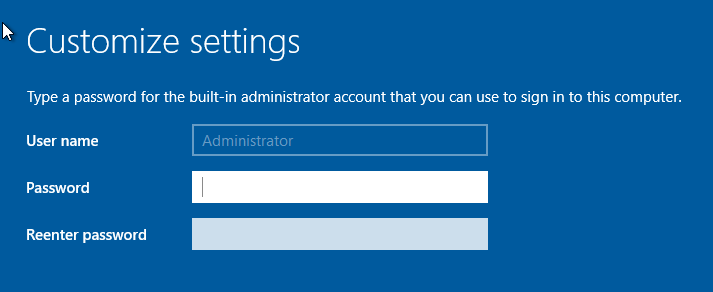 Customize settings
Type a password for the built-in administrator account that you can use to sign in to this computer.
User name
Administrator
Password
Reenter password